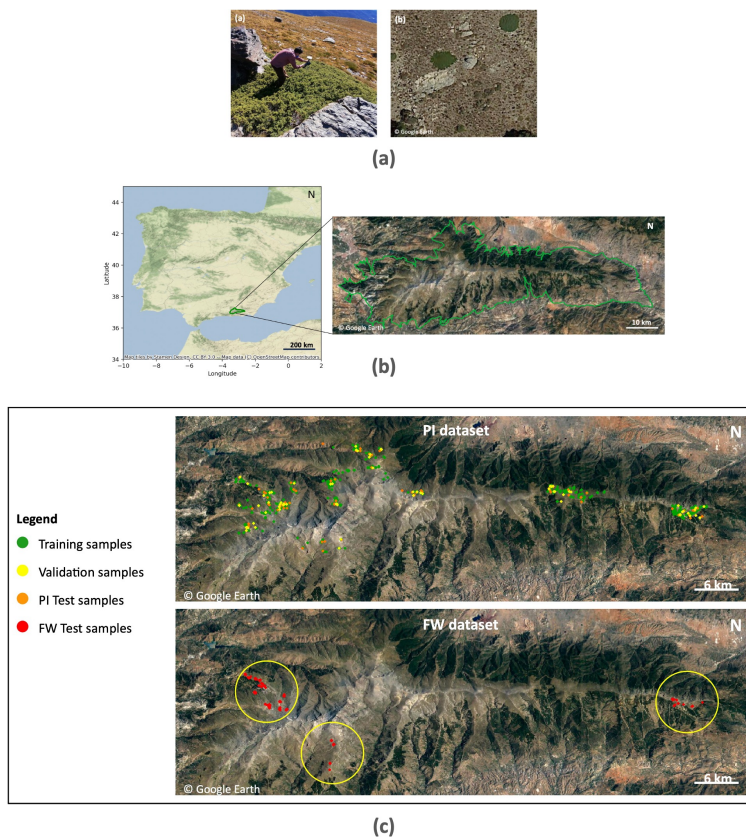 (a)
(b)
© Google Earth
(a)
N
44
42
40
38
36
34
Latitude
−10
−8
−6
−4
−2
0
2
Longitude
200 km
Map tiles by Stamen Design, CC BY 3.0 -- Map data (C) OpenStreetMap contributors
N
© Google Earth
10 km
(b)
PI dataset
N
© Google Earth
6 km
Legend
Training samples
Validation samples
PI Test samples
FW Test samples
FW dataset
N
© Google Earth
6 km
(c)